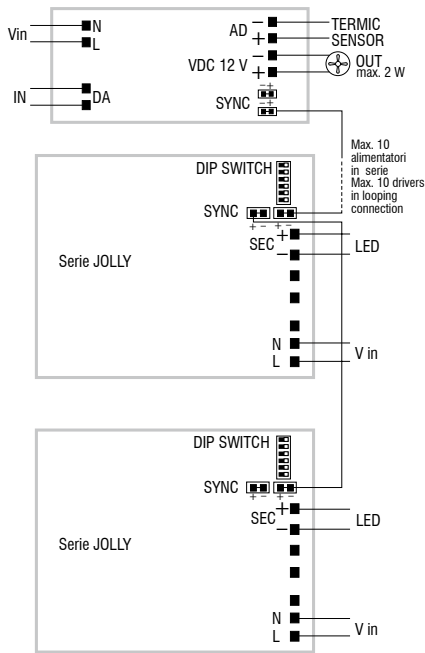 Vin
N
L
AD
−
+
TERMIC
SENSOR
VDC 12 V
−
+
OUT
max. 2 W
IN
DA
SYNC
− +
− +
Max. 10
alimentatori
in serie
Max. 10 drivers
in looping
connection
DIP SWITCH
SYNC
+ −
+ −
SEC
+
−
LED
Serie JOLLY
N
L
V in
DIP SWITCH
SYNC
+ −
+ −
SEC
+
−
LED
Serie JOLLY
N
L
V in